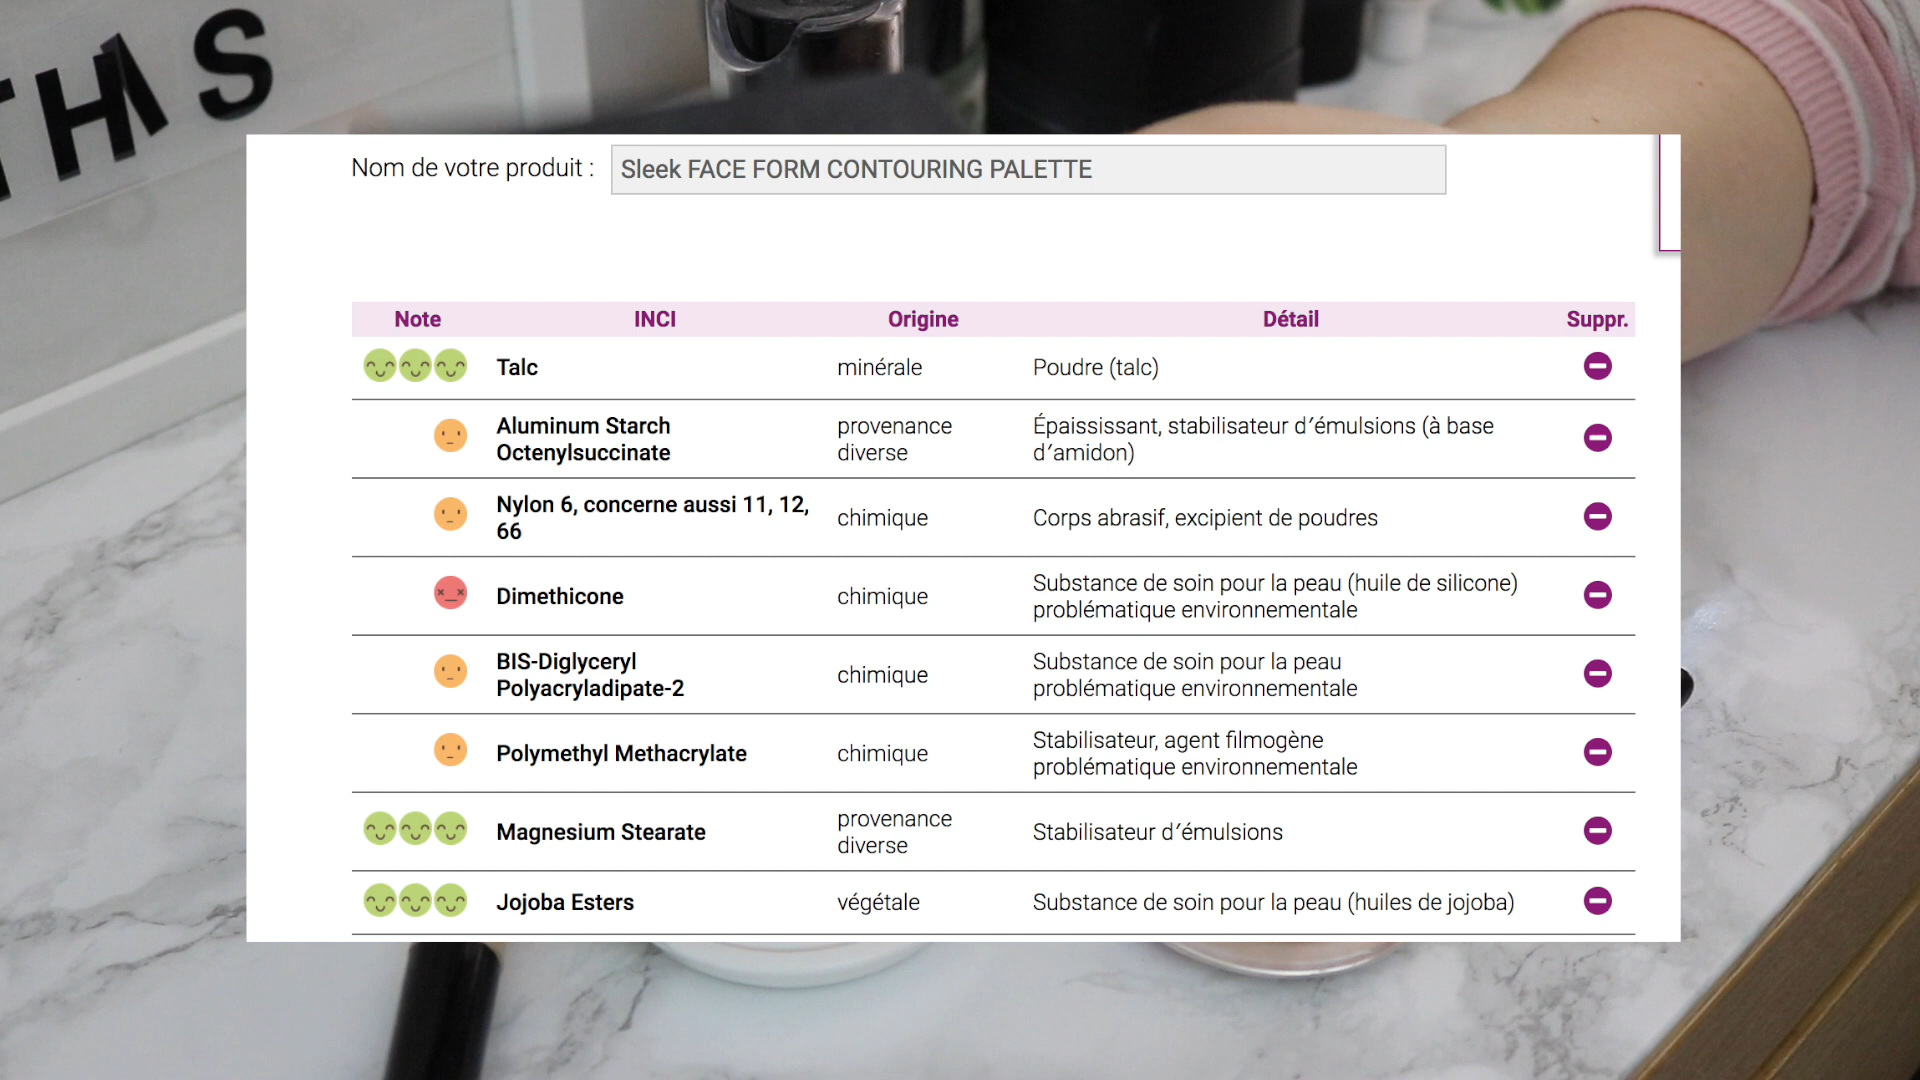 THAS
Nom de votre produit : Sleek FACE FORM CONTOURING PALETTE
Note INCI Origine Détail Suppr.
Talc minérale Poudre (talc)
Aluminum Starch
Octenylsuccinate
provenance
diverse
Épaississant, stabilisateur d′émulsions (à base
d′amidon)
Nylon 6, concerne aussi 11, 12,
66
chimique
Corps abrasif, excipient de poudres
Dimethicone
chimique
Substance de soin pour la peau (huile de silicone)
problématique environnementale
BIS-Diglyceryl
Polyacryladipate-2
chimique
Substance de soin pour la peau
problématique environnementale
Polymethyl Methacrylate
chimique
Stabilisateur, agent filmogène
problématique environnementale
Magnesium Stearate
provenance
diverse
Stabilisateur d′émulsions
Jojoba Esters végétale Substance de soin pour la peau (huiles de jojoba)